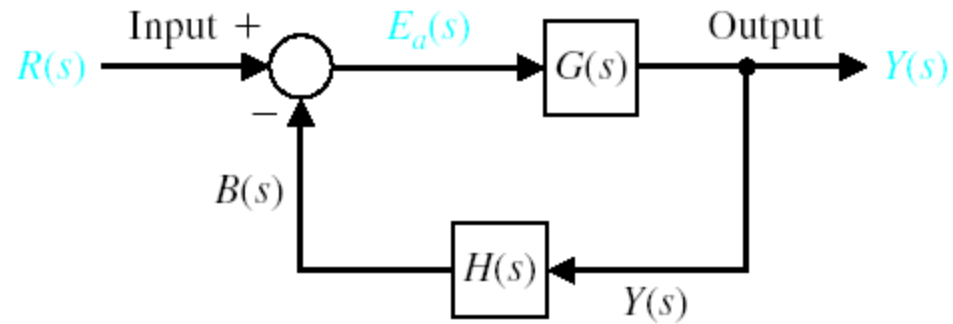 Input + E_a(s) Output
R(s) G(s) Y(s)
−
B(s)
H(s)
Y(s)